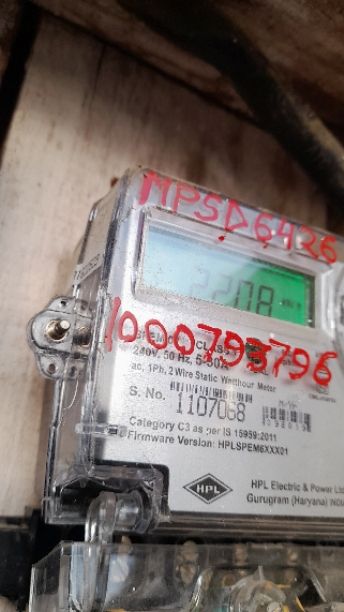 MPSD6426
2208
1000793796
240V, 50 Hz, 5-30A
ac, 1Ph, 2 Wire Static Watthour Meter
S. No. 1107068
Category C3 as per IS 15959:2011
Firmware Version: HPLSPEM6XXX01
HPL
HPL Electric & Power Ltd
Gurugram (Haryana)